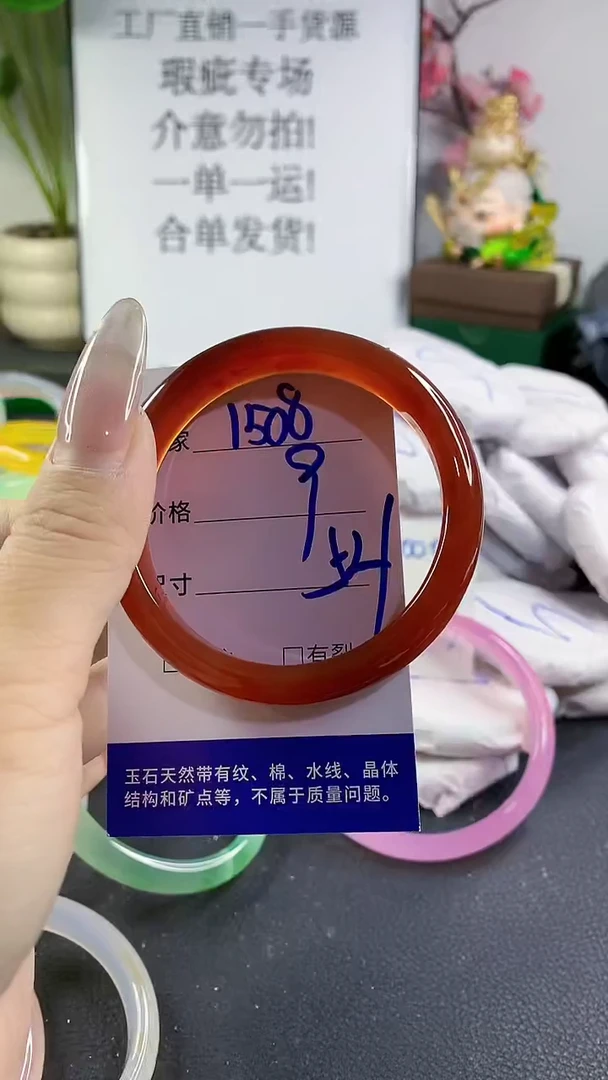 工厂直销一手货源
瑕疵专场
介意勿拍!
一单一运!
合单发货!
家 1508
价格 9
尺寸 54
有裂
玉石天然带有纹、棉、水线、晶体
结构和矿点等，不属于质量问题。